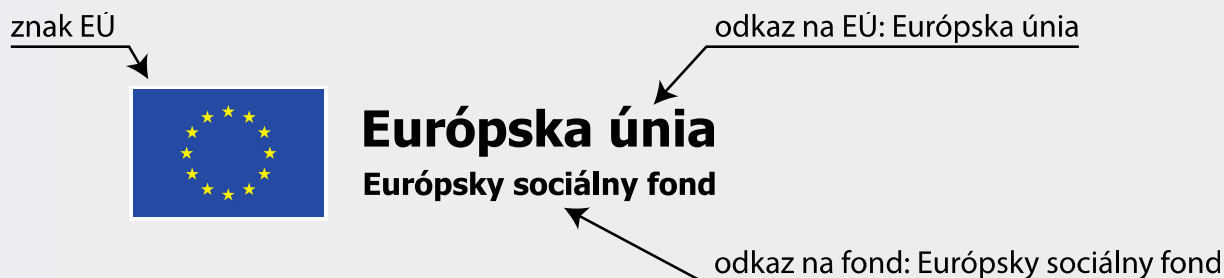 znak EÚ
odkaz na EÚ: Európska únia
Európska únia
Európsky sociálny fond
odkaz na fond: Európsky sociálny fond